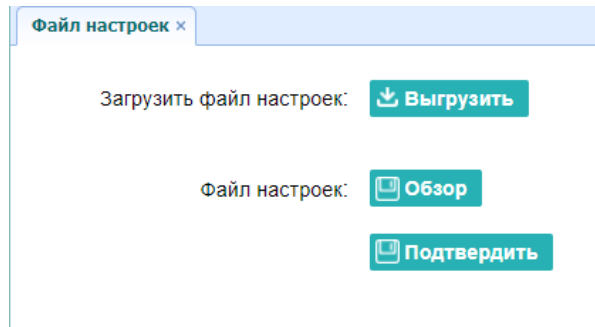 Файл настроек ×
Загрузить файл настроек: Выгрузить
Файл настроек: Обзор
Подтвердить